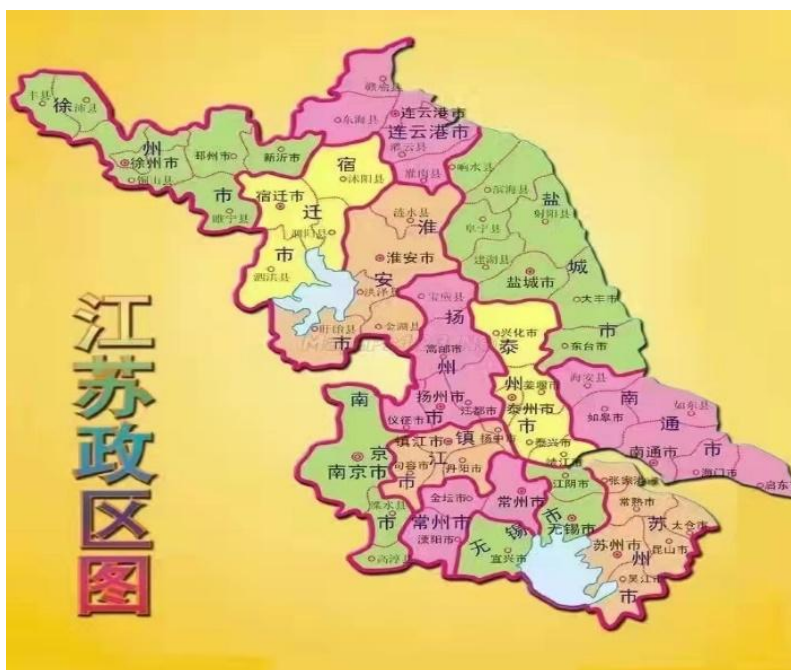 江苏政区图
徐州市
丰县
沛县
徐州市
铜山县
邳州市
新沂市
睢宁县
连云港市
赣榆县
东海县
连云港市
灌云县
灌南县
宿迁市
沭阳县
宿迁市
泗阳县
泗洪县
淮安市
涟水县
淮安市
洪泽县
盱眙县
金湖县
盐城市
响水县
滨海县
阜宁县
射阳县
建湖县
盐城市
大丰市
东台市
扬州市
宝应县
高邮市
扬州市
江都市
仪征市
泰州市
兴化市
姜堰市
泰州市
泰兴市
靖江市
南通市
海安县
如皋市
如东县
南通市
海门市
启东
南京市
南京市
溧水县
高淳县
镇江市
镇江市
扬中市
句容市
丹阳市
常州市
金坛市
常州市
溧阳市
无锡市
江阴市
无锡市
宜兴市
苏州市
张家港
常熟市
太仓市
苏州市
昆山市
吴江市